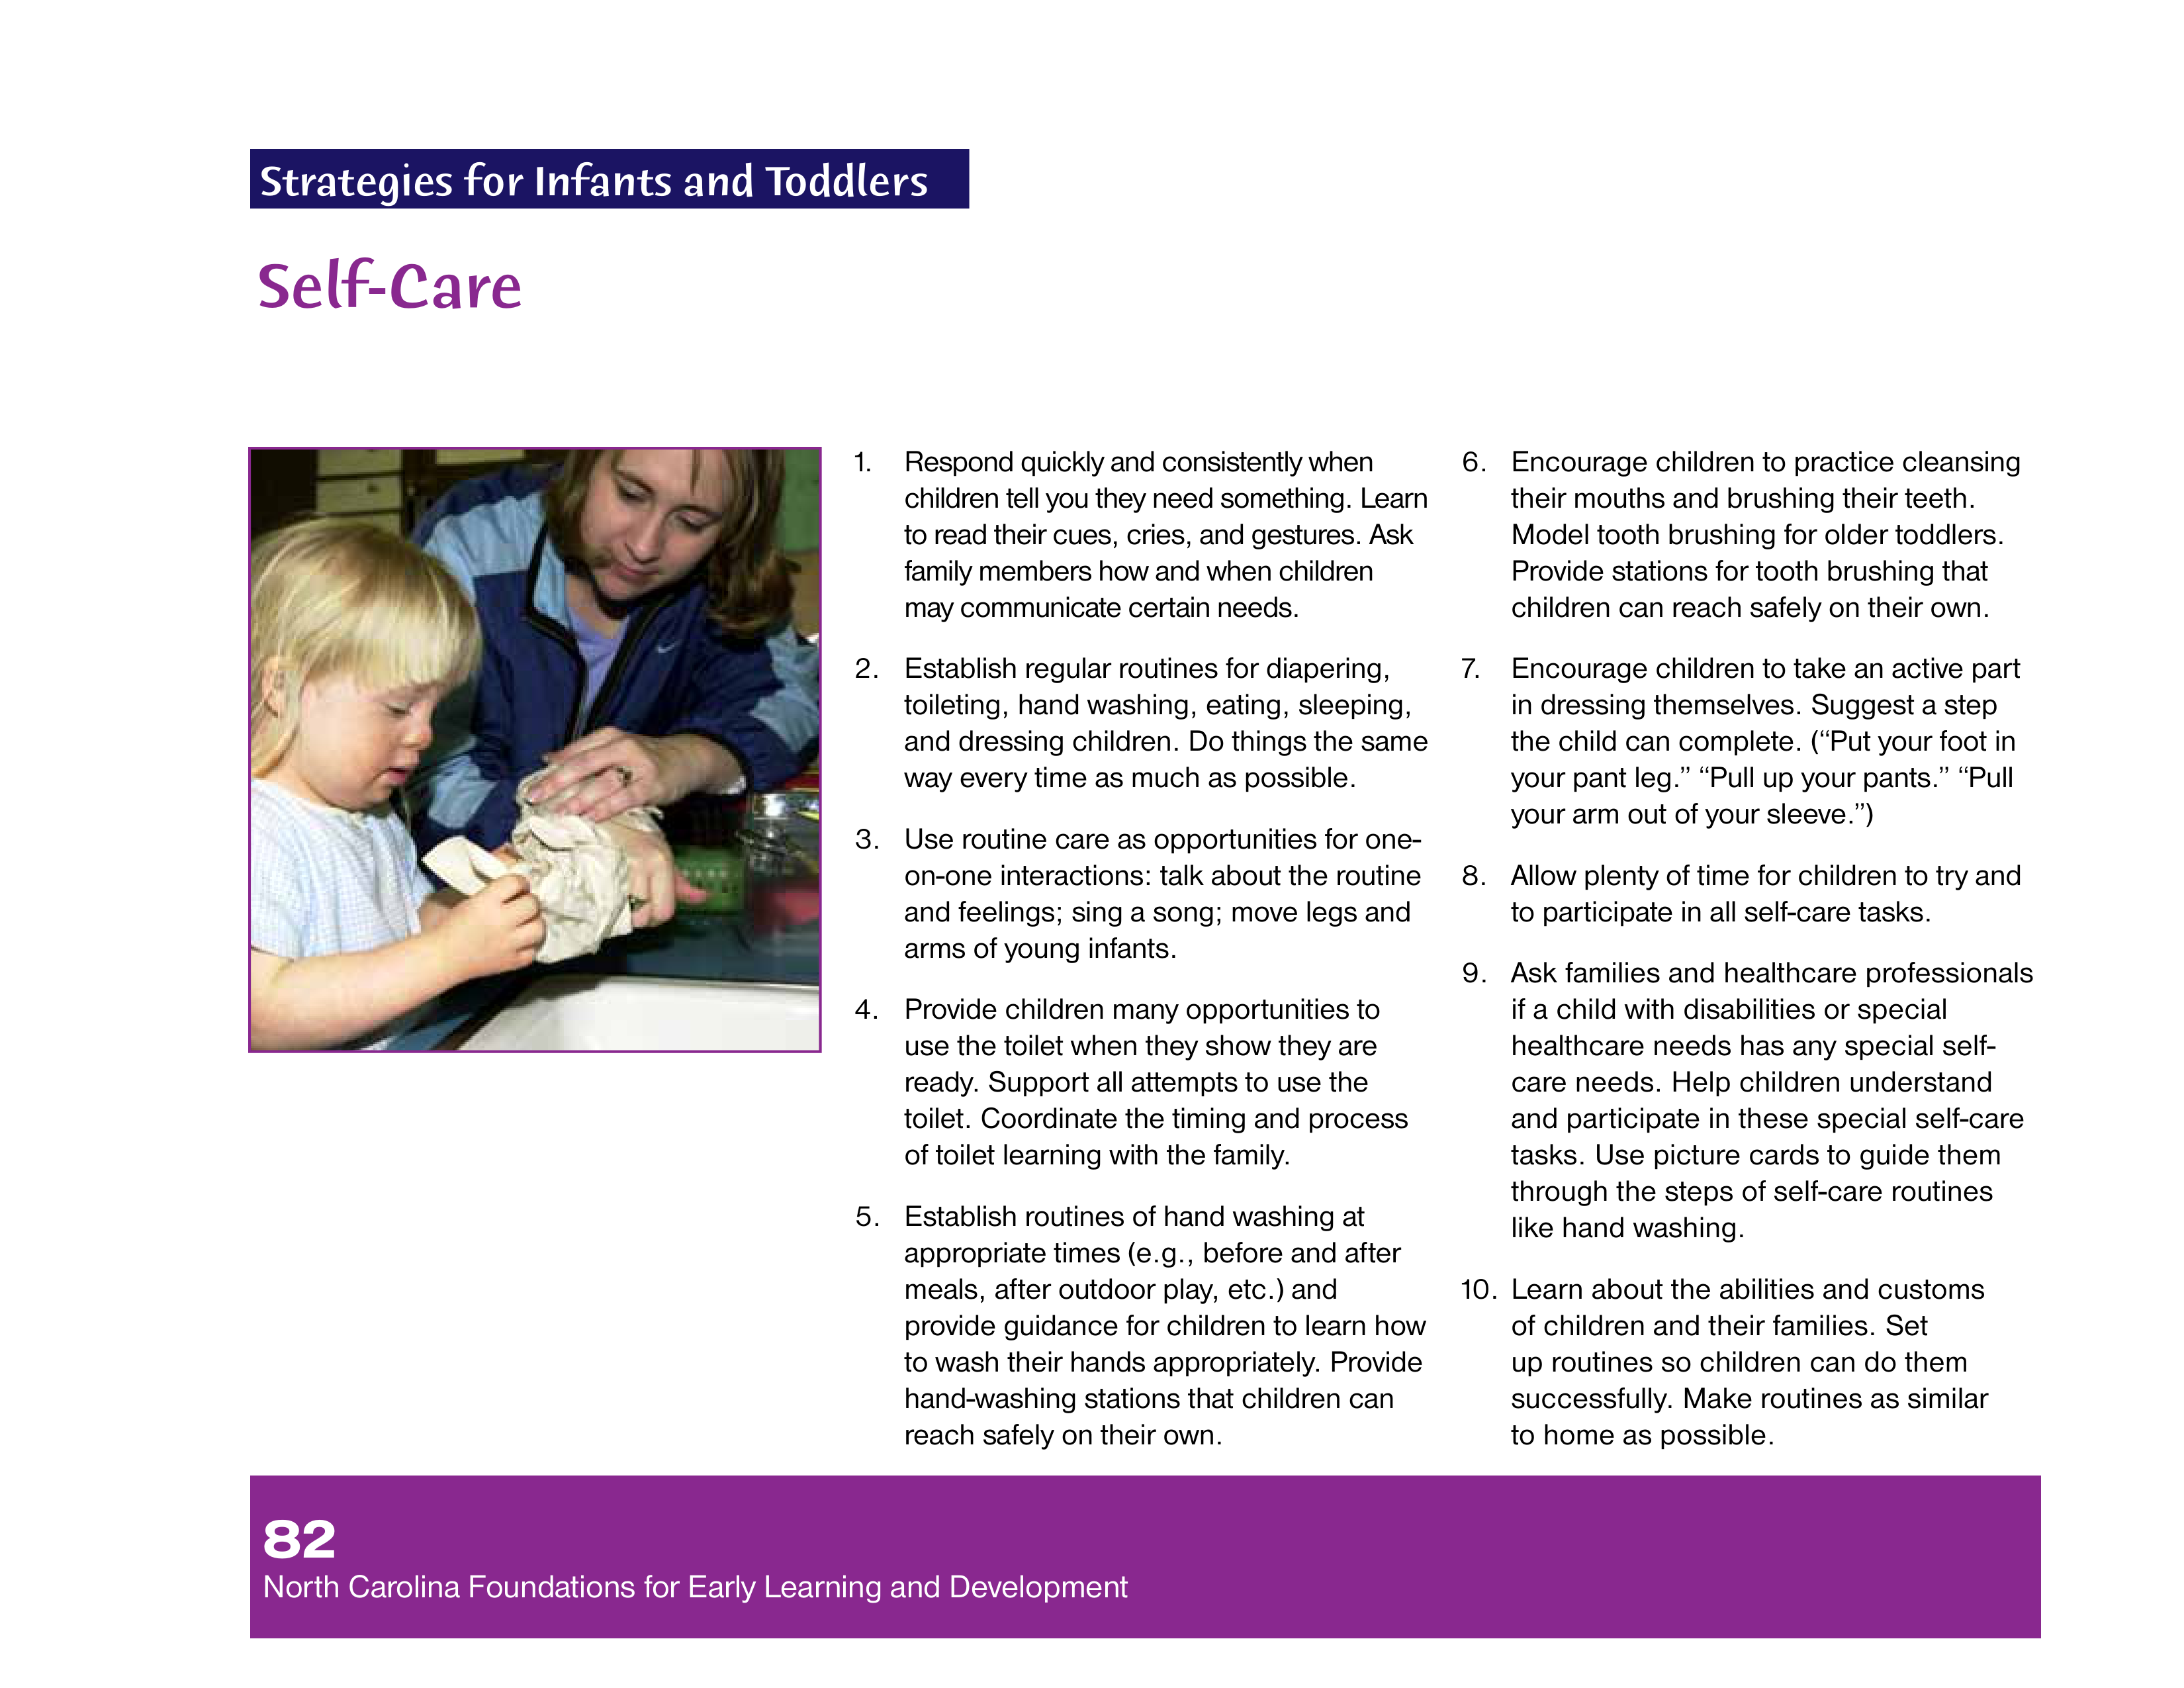 Strategies for Infants and Toddlers
Self-Care
1. Respond quickly and consistently when
children tell you they need something. Learn
to read their cues, cries, and gestures. Ask
family members how and when children
may communicate certain needs.
2. Establish regular routines for diapering,
toileting, hand washing, eating, sleeping,
and dressing children. Do things the same
way every time as much as possible.
3. Use routine care as opportunities for one-
on-one interactions: talk about the routine
and feelings; sing a song; move legs and
arms of young infants.
4. Provide children many opportunities to
use the toilet when they show they are
ready. Support all attempts to use the
toilet. Coordinate the timing and process
of toilet learning with the family.
5. Establish routines of hand washing at
appropriate times (e.g., before and after
meals, after outdoor play, etc.) and
provide guidance for children to learn how
to wash their hands appropriately. Provide
hand-washing stations that children can
reach safely on their own.
6. Encourage children to practice cleansing
their mouths and brushing their teeth.
Model tooth brushing for older toddlers.
Provide stations for tooth brushing that
children can reach safely on their own.
7. Encourage children to take an active part
in dressing themselves. Suggest a step
the child can complete. (“Put your foot in
your pant leg.” “Pull up your pants.” “Pull
your arm out of your sleeve.”)
8. Allow plenty of time for children to try and
to participate in all self-care tasks.
9. Ask families and healthcare professionals
if a child with disabilities or special
healthcare needs has any special self-
care needs. Help children understand
and participate in these special self-care
tasks. Use picture cards to guide them
through the steps of self-care routines
like hand washing.
10. Learn about the abilities and customs
of children and their families. Set
up routines so children can do them
successfully. Make routines as similar
to home as possible.
82
North Carolina Foundations for Early Learning and Development